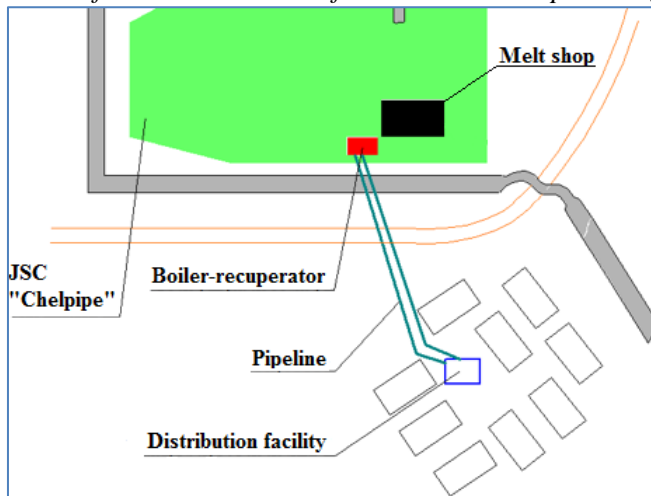 Melt shop
JSC
"Chelpipe"
Boiler-recuperator
Pipeline
Distribution facility